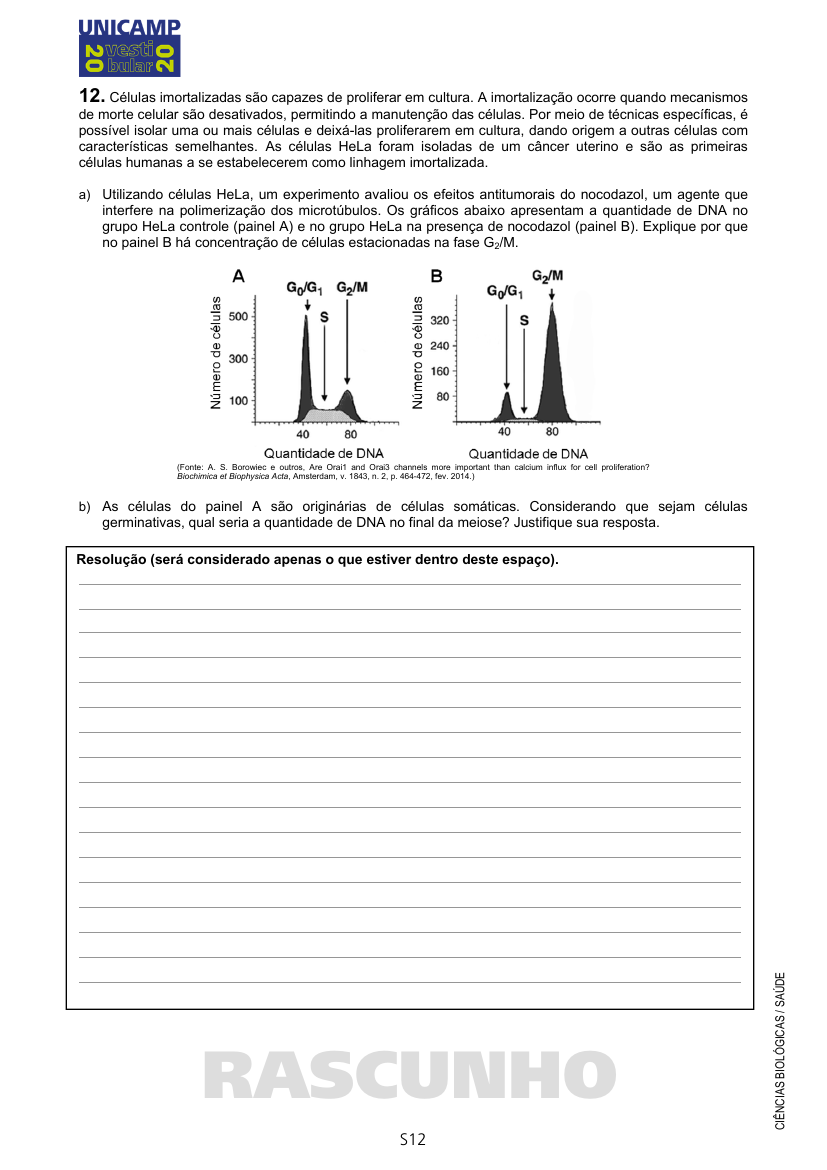 UNICAMP
20 vestibular 20
12. Células imortalizadas são capazes de proliferar em cultura. A imortalização ocorre quando mecanismos
de morte celular são desativados, permitindo a manutenção das células. Por meio de técnicas específicas, é
possível isolar uma ou mais células e deixá-las proliferarem em cultura, dando origem a outras células com
características semelhantes. As células HeLa foram isoladas de um câncer uterino e são as primeiras
células humanas a se estabelecerem como linhagem imortalizada.
a) Utilizando células HeLa, um experimento avaliou os efeitos antitumorais do nocodazol, um agente que
interfere na polimerização dos microtúbulos. Os gráficos abaixo apresentam a quantidade de DNA no
grupo HeLa controle (painel A) e no grupo HeLa na presença de nocodazol (painel B). Explique por que
no painel B há concentração de células estacionadas na fase G₂/M.
A
G₀/G₁
G₂/M
S
Número de células
500
300
100
40
80
Quantidade de DNA
B
G₀/G₁
G₂/M
S
Número de células
320
240
160
80
40
80
Quantidade de DNA
(Fonte: A. S. Borowiec e outros, Are Orai1 and Orai3 channels more important than calcium influx for cell proliferation?
Biochimica et Biophysica Acta, Amsterdam, v. 1843, n. 2, p. 464-472, fev. 2014.)
b) As células do painel A são originárias de células somáticas. Considerando que sejam células
germinativas, qual seria a quantidade de DNA no final da meiose? Justifique sua resposta.
Resolução (será considerado apenas o que estiver dentro deste espaço).
CIÊNCIAS BIOLÓGICAS / SAÚDE
RASCUNHO
S12